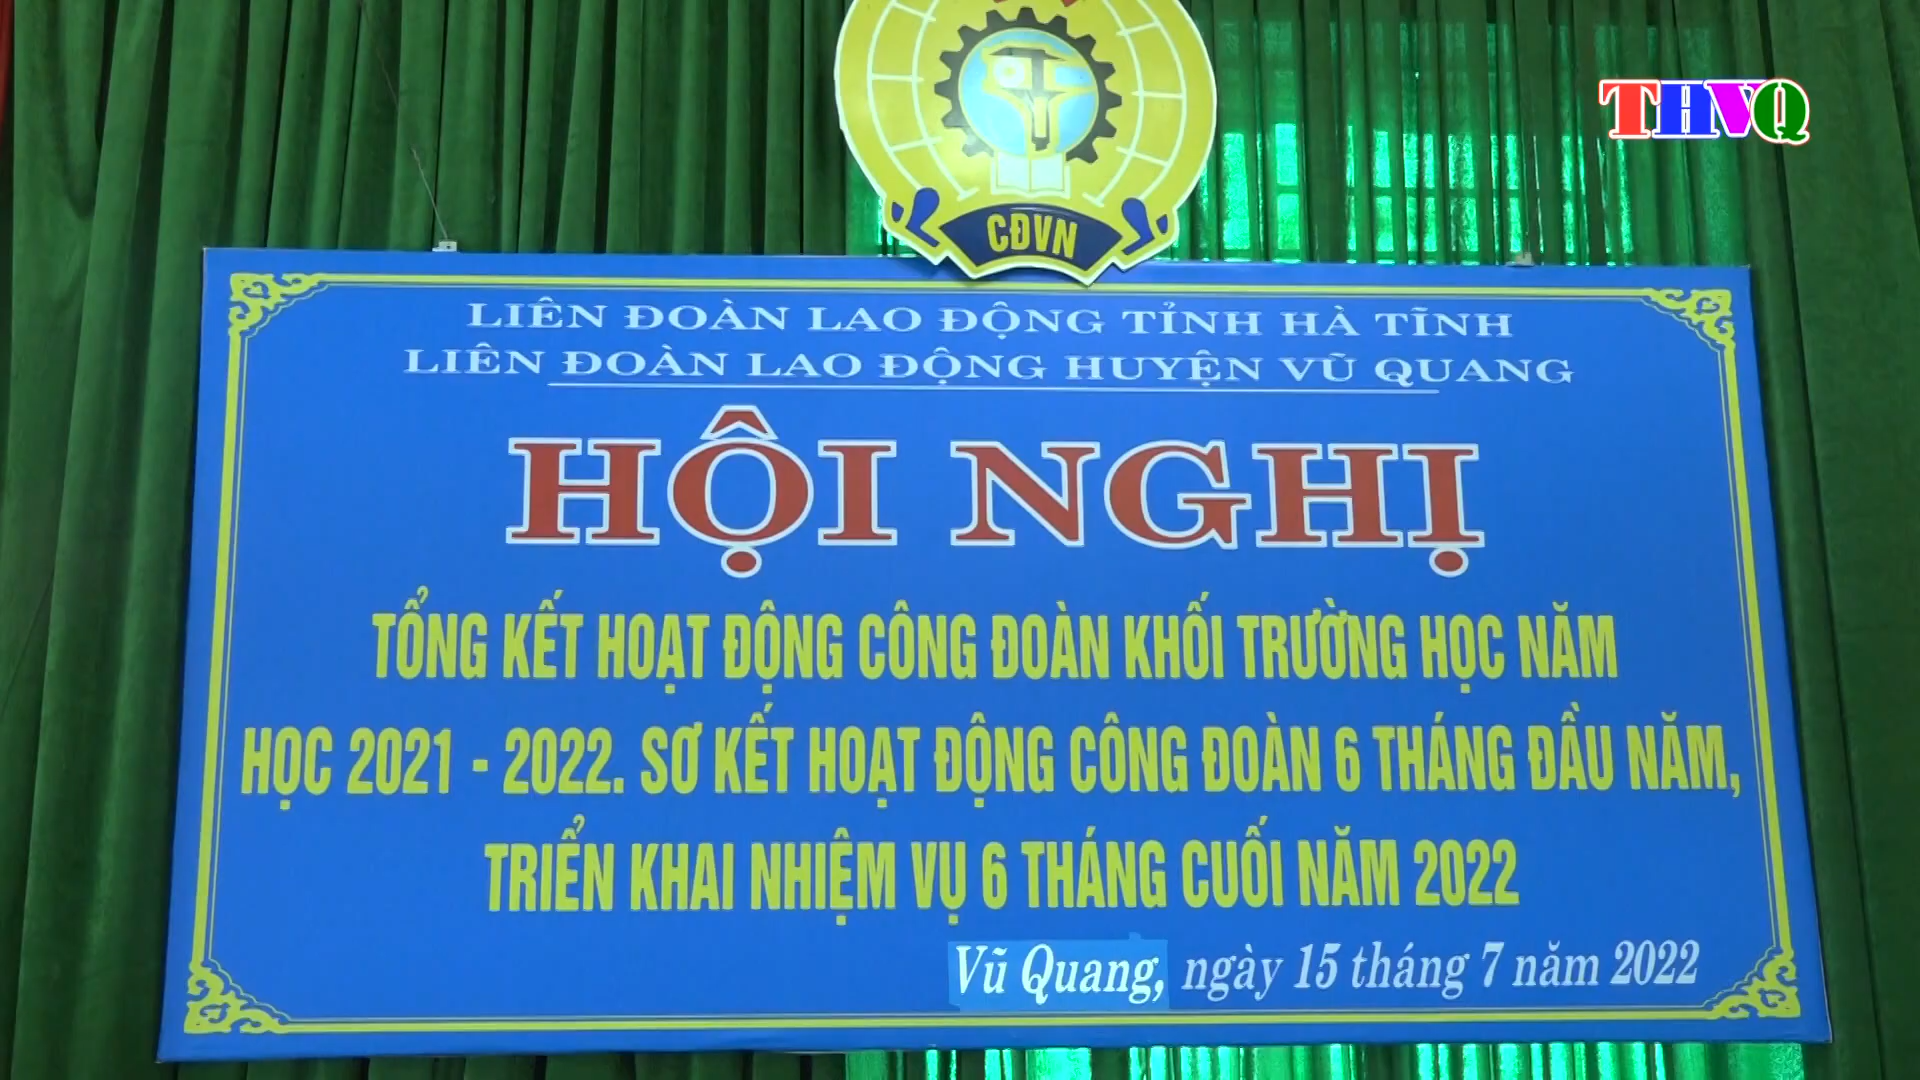 THVQ
CĐVN
LIÊN ĐOÀN LAO ĐỘNG TỈNH HÀ TĨNH
LIÊN ĐOÀN LAO ĐỘNG HUYỆN VŨ QUANG
HỘI NGHỊ
TỔNG KẾT HOẠT ĐỘNG CÔNG ĐOÀN KHỐI TRƯỜNG HỌC NĂM
HỌC 2021 - 2022. SƠ KẾT HOẠT ĐỘNG CÔNG ĐOÀN 6 THÁNG ĐẦU NĂM,
TRIỂN KHAI NHIỆM VỤ 6 THÁNG CUỐI NĂM 2022
Vũ Quang, ngày 15 tháng 7 năm 2022